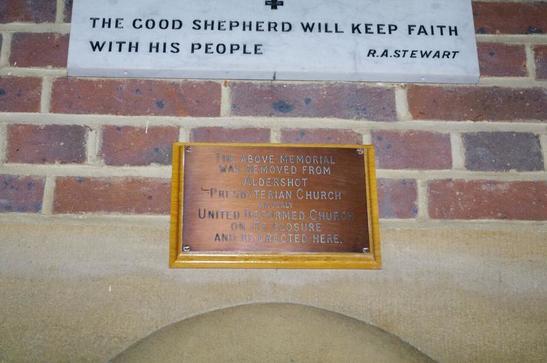 THE GOOD SHEPHERD WILL KEEP FAITH
WITH HIS PEOPLE
R.A.STEWART
THE ABOVE MEMORIAL
WAS REMOVED FROM
ALDERSHOT
"PRESBYTERIAN CHURCH"
UNITED REFORMED CHURCH
ON ITS CLOSURE
AND RE-ERECTED HERE.